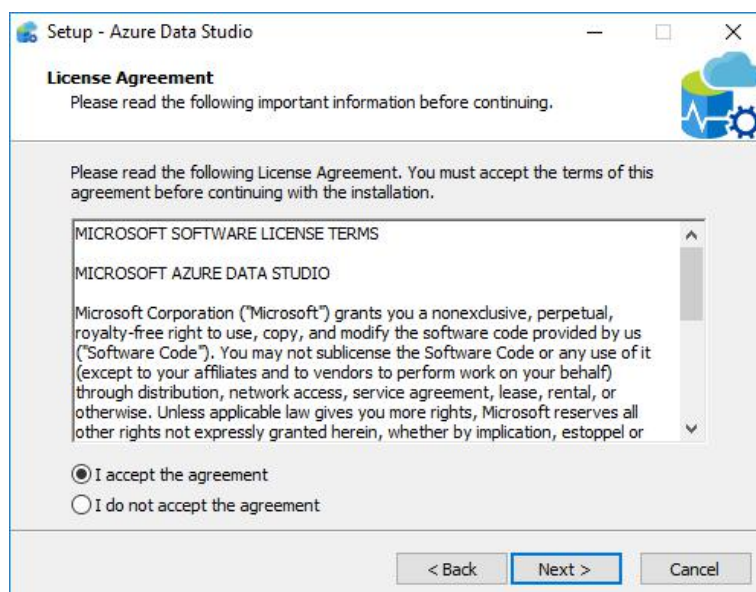 Setup - Azure Data Studio
License Agreement
Please read the following important information before continuing.
Please read the following License Agreement. You must accept the terms of this
agreement before continuing with the installation.
MICROSOFT SOFTWARE LICENSE TERMS
MICROSOFT AZURE DATA STUDIO
Microsoft Corporation ("Microsoft") grants you a nonexclusive, perpetual,
royalty-free right to use, copy, and modify the software code provided by us
("Software Code"). You may not sublicense the Software Code or any use of it
(except to your affiliates and to vendors to perform work on your behalf)
through distribution, network access, service agreement, lease, rental, or
otherwise. Unless applicable law gives you more rights, Microsoft reserves all
other rights not expressly granted herein, whether by implication, estoppel or
I accept the agreement
I do not accept the agreement
< Back Next > Cancel